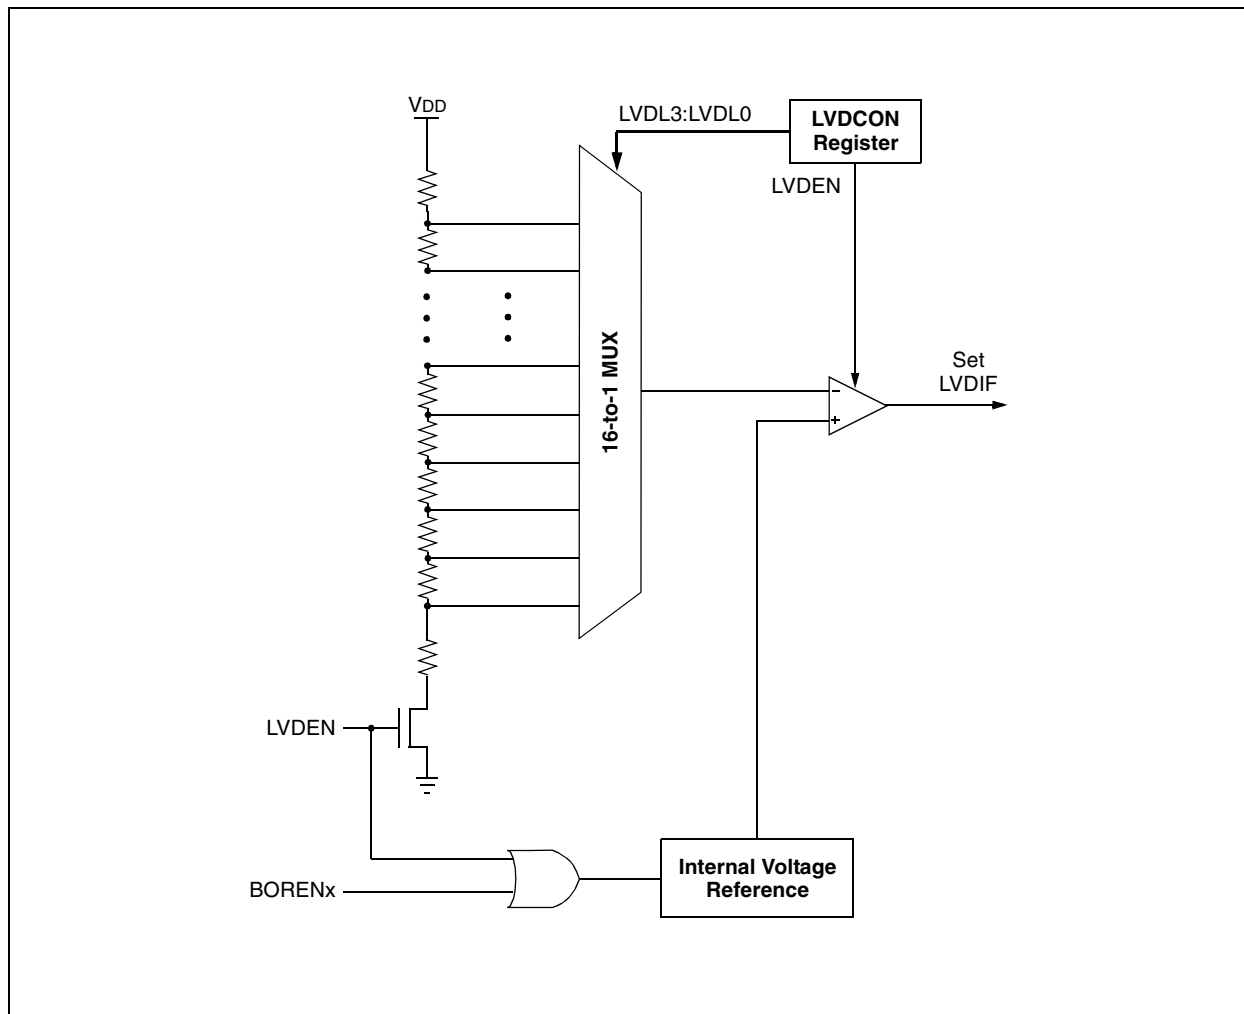 VDD
LVDL3:LVDL0
LVDCON
Register
LVDEN
16-to-1 MUX
Set
LVDIF
-
+
LVDEN
BORENx
Internal Voltage
Reference